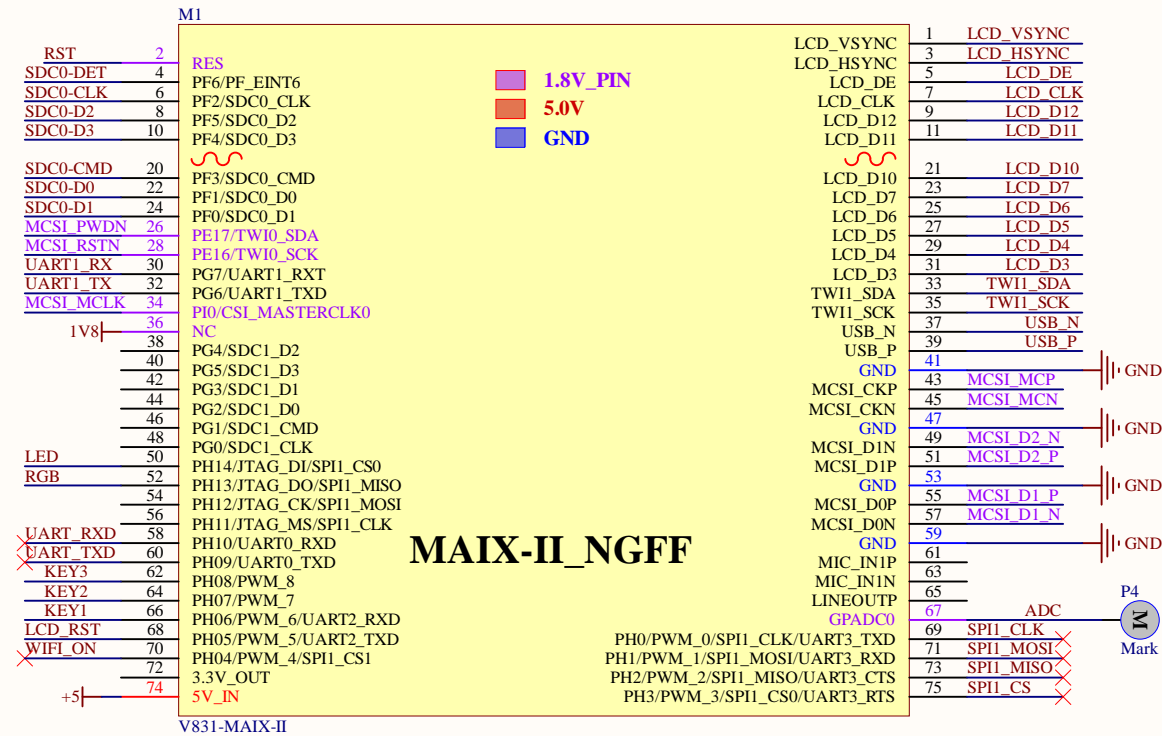 M1
1.8V_PIN
5.0V
GND
RST 2 RES
SDC0-DET 4 PF6/PF_EINT6
SDC0-CLK 6 PF2/SDC0_CLK
SDC0-D2 8 PF5/SDC0_D2
SDC0-D3 10 PF4/SDC0_D3
SDC0-CMD 20 PF3/SDC0_CMD
SDC0-D0 22 PF1/SDC0_D0
SDC0-D1 24 PF0/SDC0_D1
MCSI_PWDN 26 PE17/TWI0_SDA
MCSI_RSTN 28 PE16/TWI0_SCK
UART1_RX 30 PG7/UART1_RXT
UART1_TX 32 PG6/UART1_TXD
MCSI_MCLK 34 PI0/CSI_MASTERCLK0
1V8 36 NC
38 PG4/SDC1_D2
40 PG5/SDC1_D3
42 PG3/SDC1_D1
44 PG2/SDC1_D0
46 PG1/SDC1_CMD
48 PG0/SDC1_CLK
LED 50 PH14/JTAG_DI/SPI1_CS0
RGB 52 PH13/JTAG_DO/SPI1_MISO
54 PH12/JTAG_CK/SPI1_MOSI
56 PH11/JTAG_MS/SPI1_CLK
UART_RXD 58 PH10/UART0_RXD
UART_TXD 60 PH09/UART0_TXD
KEY3 62 PH08/PWM_8
KEY2 64 PH07/PWM_7
KEY1 66 PH06/PWM_6/UART2_RXD
LCD_RST 68 PH05/PWM_5/UART2_TXD
WIFI_ON 70 PH04/PWM_4/SPI1_CS1
72 3.3V_OUT
+5 74 5V_IN
MAIX-II_NGFF
LCD_VSYNC 1 LCD_VSYNC
LCD_HSYNC 3 LCD_HSYNC
LCD_DE 5 LCD_DE
LCD_CLK 7 LCD_CLK
LCD_D12 9 LCD_D12
LCD_D11 11 LCD_D11
LCD_D10 21 LCD_D10
LCD_D7 23 LCD_D7
LCD_D6 25 LCD_D6
LCD_D5 27 LCD_D5
LCD_D4 29 LCD_D4
LCD_D3 31 LCD_D3
TWI1_SDA 33 TWI1_SDA
TWI1_SCK 35 TWI1_SCK
USB_N 37 USB_N
USB_P 39 USB_P
GND 41 GND
MCSI_CKP 43 MCSI_MCP
MCSI_CKN 45 MCSI_MCN
GND 47 GND
MCSI_D1N 49 MCSI_D2_N
MCSI_D1P 51 MCSI_D2_P
GND 53 GND
MCSI_D0P 55 MCSI_D1_P
MCSI_D0N 57 MCSI_D1_N
GND 59 GND
MIC_IN1P 61
MIC_IN1N 63
LINEOUTP 65
P4
GPADC0 67 ADC M
Mark
PH0/PWM_0/SPI1_CLK/UART3_TXD 69 SPI1_CLK
PH1/PWM_1/SPI1_MOSI/UART3_RXD 71 SPI1_MOSI
PH2/PWM_2/SPI1_MISO/UART3_CTS 73 SPI1_MISO
PH3/PWM_3/SPI1_CS0/UART3_RTS 75 SPI1_CS
V831-MAIX-II